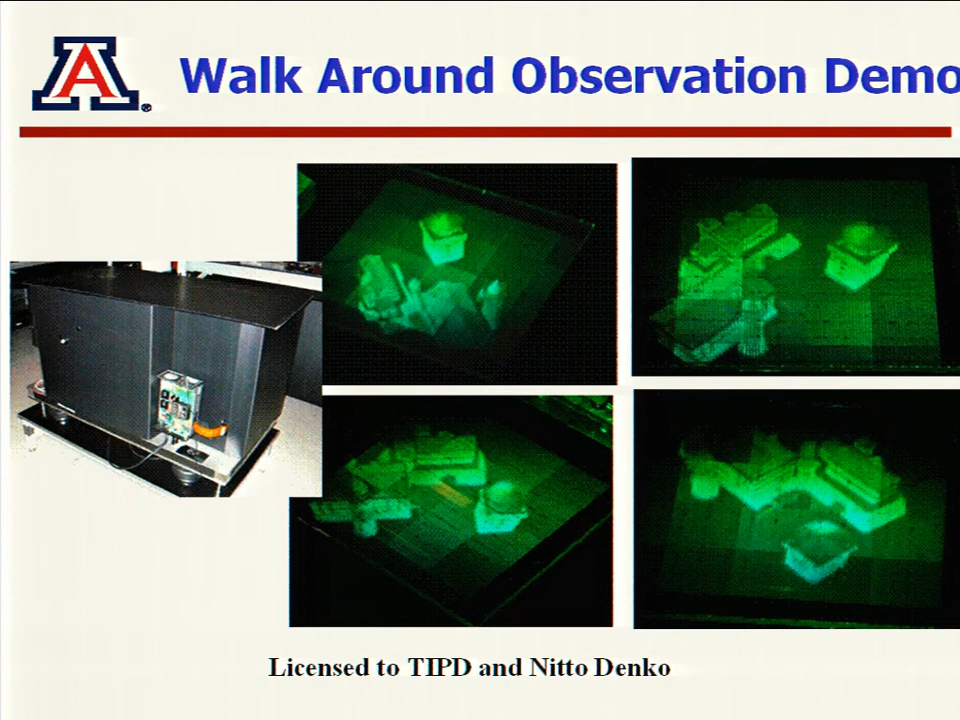 Walk Around Observation Demo
A
Licensed to TIPD and Nitto Denko